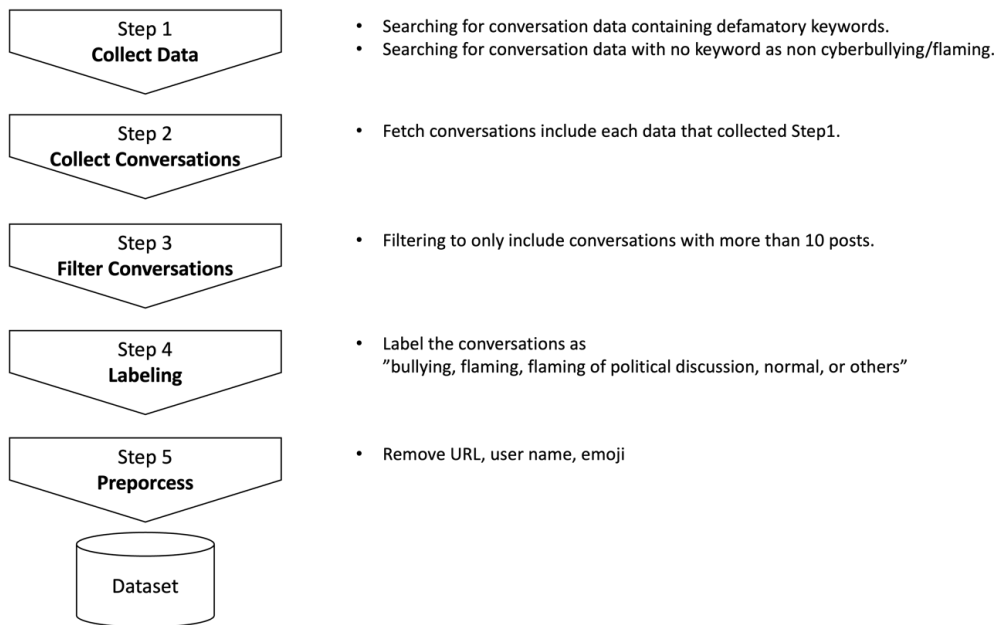 Step 1
Collect Data
• Searching for conversation data containing defamatory keywords.
• Searching for conversation data with no keyword as non cyberbullying/flaming.
Step 2
Collect Conversations
• Fetch conversations include each data that collected Step1.
Step 3
Filter Conversations
• Filtering to only include conversations with more than 10 posts.
Step 4
Labeling
• Label the conversations as
”bullying, flaming, flaming of political discussion, normal, or others”
Step 5
Preporcess
• Remove URL, user name, emoji
Dataset